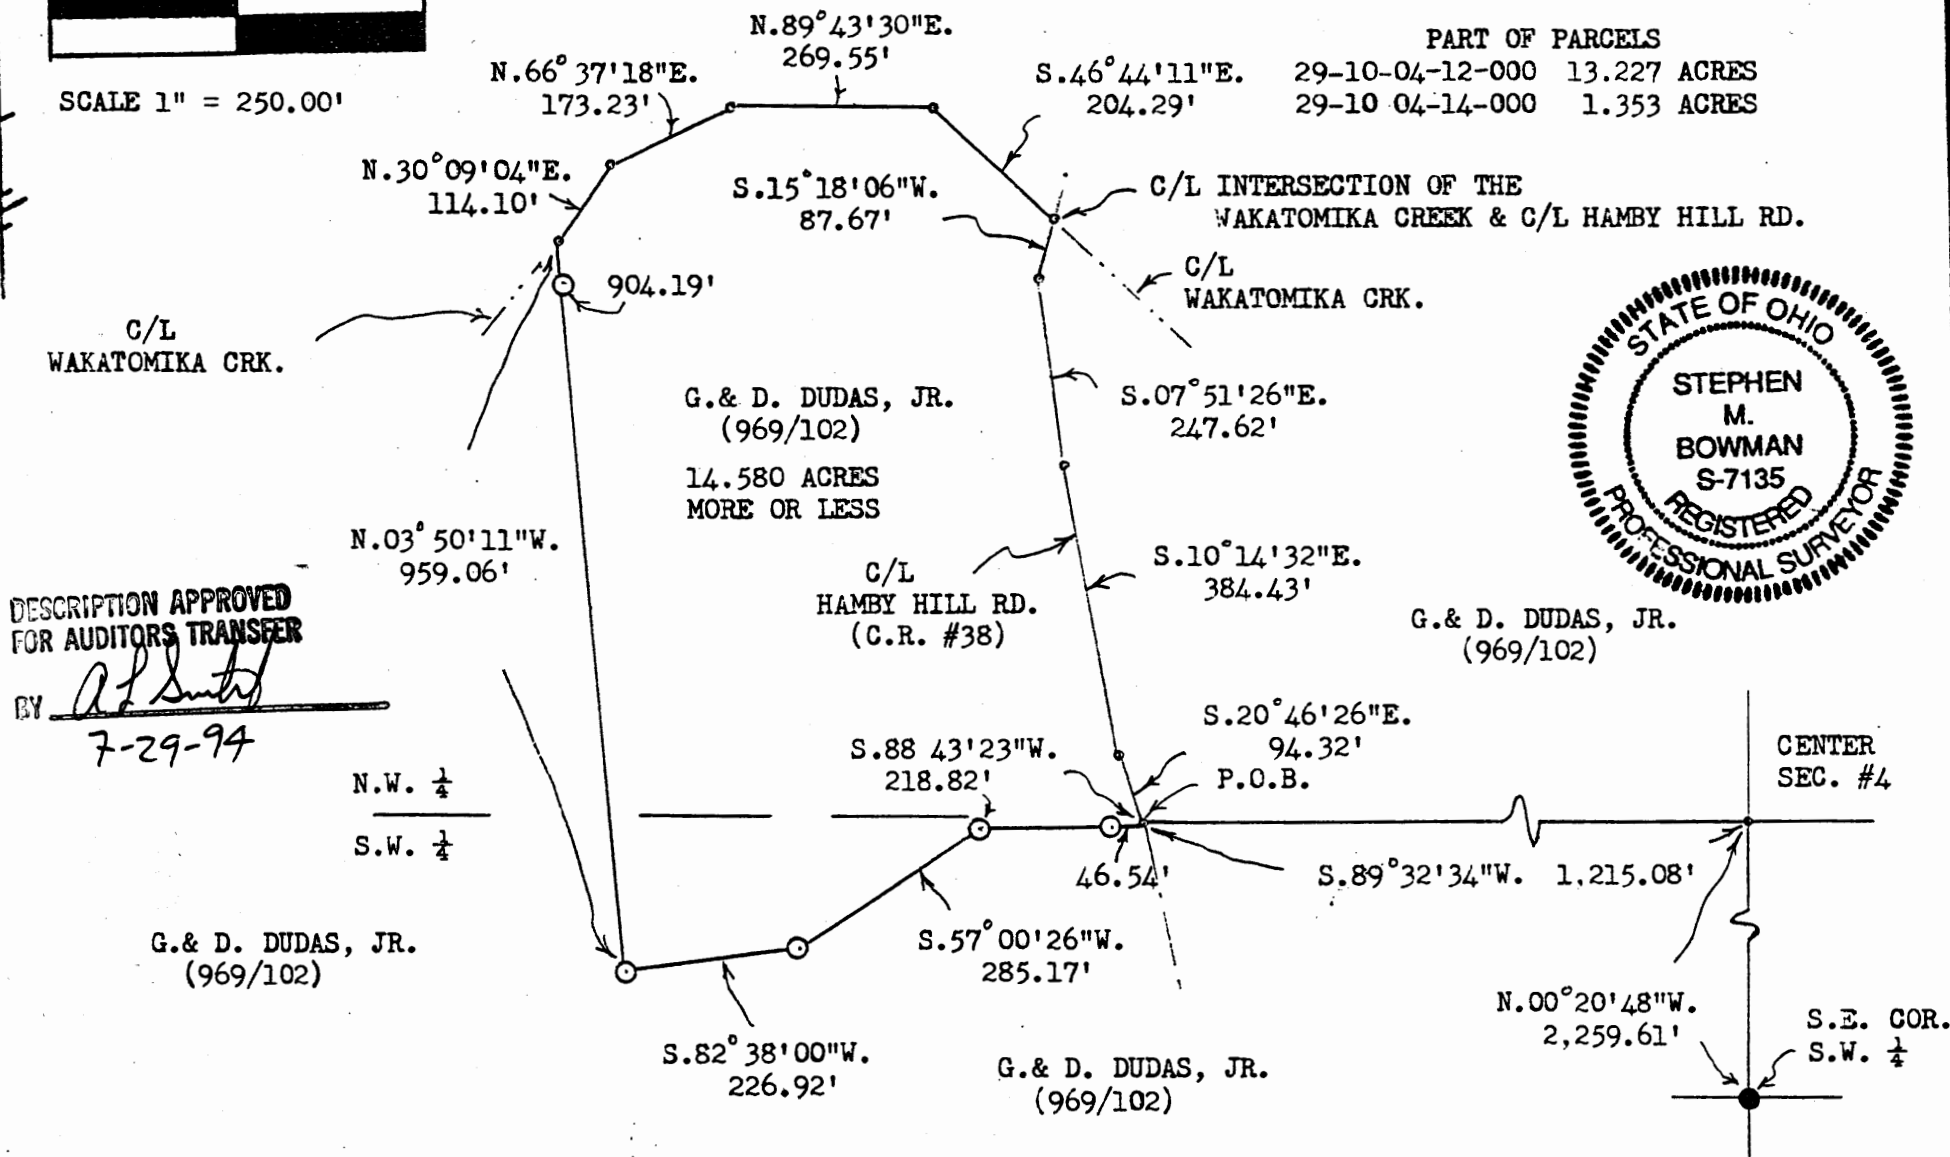 N.89°43'30"E.
269.55'
PART OF PARCELS
29-10-04-12-000 13.227 ACRES
29-10 04-14-000 1.353 ACRES
N.66°37'18"E.
173.23'
S.46°44'11"E.
204.29'
SCALE 1" = 250.00'
N.30°09'04"E.
114.10'
S.15°18'06"W.
87.67'
C/L INTERSECTION OF THE
WAKATOMIKA CREEK & C/L HAMBY HILL RD.
904.19'
C/L
WAKATOMIKA CRK.
C/L
WAKATOMIKA CRK.
STATE OF OHIO
STEPHEN
M.
BOWMAN
S-7135
REGISTERED
PROFESSIONAL SURVEYOR
G.& D. DUDAS, JR.
(969/102)
14.580 ACRES
MORE OR LESS
S.07°51'26"E.
247.62'
N.03°50'11"W.
959.06'
C/L
HAMBY HILL RD.
(C.R. #38)
S.10°14'32"E.
384.43'
DESCRIPTION APPROVED
FOR AUDITORS TRANSFER
BY
7-29-94
G.& D. DUDAS, JR.
(969/102)
S.20°46'26"E.
94.32'
P.O.B.
S.88 43'23"W.
218.82'
CENTER
SEC. #4
N.W. ¼
S.W. ¼
46.54'
S.89°32'34"W. 1,215.08'
G.& D. DUDAS, JR.
(969/102)
S.57°00'26"W.
285.17'
N.00°20'48"W.
2,259.61'
S.E. COR.
S.W. ¼
S.82°38'00"W.
226.92'
G.& D. DUDAS, JR.
(969/102)